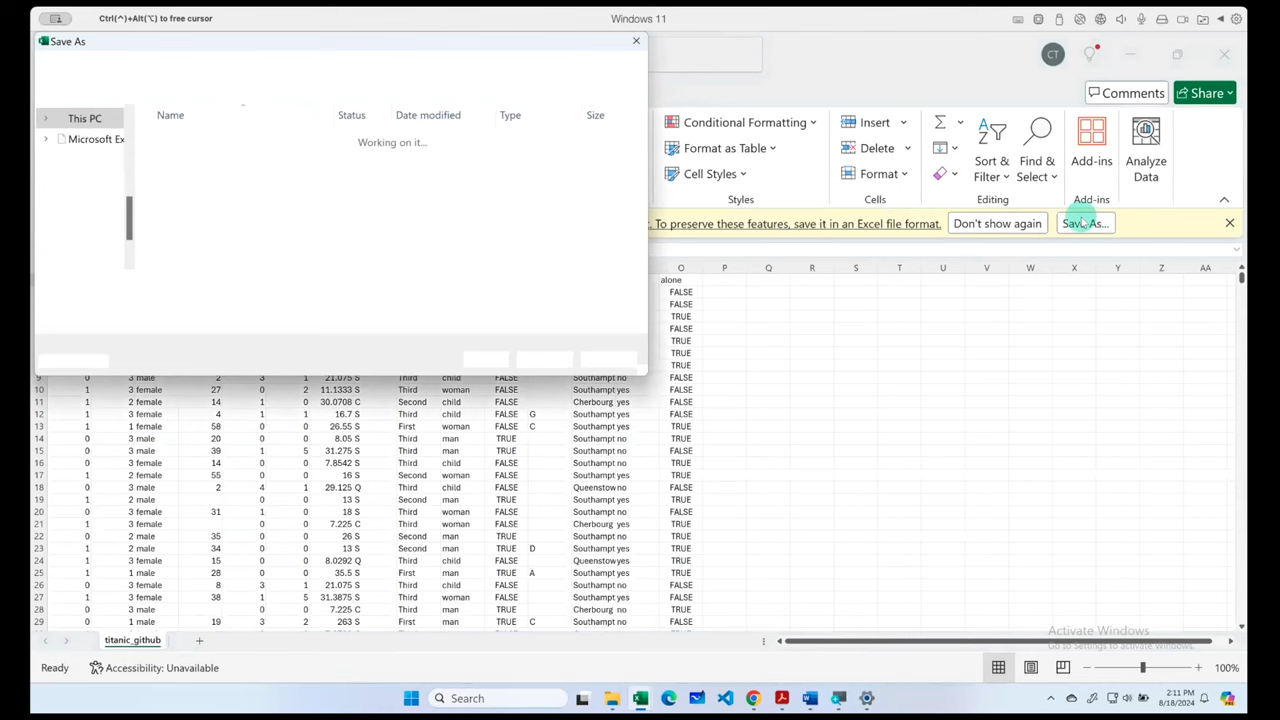 Ctrl(^)+Alt(⌥) to free cursor
Windows 11
Save As
CT
Comments
Share
This PC
Microsoft Ex
Name
Status
Date modified
Type
Size
Working on it...
Conditional Formatting
Format as Table
Cell Styles
Styles
Insert
Delete
Format
Cells
Sort &
Filter
Find &
Select
Editing
Add-ins
Add-ins
Analyze
Data
. To preserve these features, save it in an Excel file format.
Don't show again
Save As...
O P Q R S T U V W X Y Z AA
alone
FALSE
FALSE
TRUE
FALSE
TRUE
TRUE
TRUE
9 0 3 male 2 3 1 21.075 S Third child FALSE Southampt no FALSE
10 1 3 female 27 0 2 11.1333 S Third woman FALSE Southampt yes FALSE
11 1 2 female 14 1 0 30.0708 C Second child FALSE Cherbourg yes FALSE
12 1 3 female 4 1 1 16.7 S Third child FALSE G Southampt yes FALSE
13 1 1 female 58 0 0 26.55 S First woman FALSE C Southampt yes TRUE
14 0 3 male 20 0 0 8.05 S Third man TRUE Southampt no TRUE
15 0 3 male 39 1 5 31.275 S Third man TRUE Southampt no FALSE
16 0 3 female 14 0 0 7.8542 S Third child FALSE Southampt no TRUE
17 1 2 female 55 0 0 16 S Second woman FALSE Southampt yes TRUE
18 0 3 male 2 4 1 29.125 Q Third child FALSE Queenstow no FALSE
19 1 2 male 0 0 13 S Second man TRUE Southampt yes TRUE
20 0 3 female 31 1 0 18 S Third woman FALSE Southampt no FALSE
21 1 3 female 0 0 7.225 C Third woman FALSE Cherbourg yes TRUE
22 0 2 male 35 0 0 26 S Second man TRUE Southampt no TRUE
23 1 2 male 34 0 0 13 S Second man TRUE D Southampt yes TRUE
24 1 3 female 15 0 0 8.0292 Q Third child FALSE Queenstow yes TRUE
25 1 1 male 28 0 0 35.5 S First man TRUE A Southampt yes TRUE
26 0 3 female 8 3 1 21.075 S Third child FALSE Southampt no FALSE
27 1 3 female 38 1 5 31.3875 S Third woman FALSE Southampt yes FALSE
28 0 3 male 0 0 7.225 C Third man TRUE Cherbourg no TRUE
29 0 1 male 19 3 2 263 S First man TRUE C Southampt no FALSE
Activate Windows
Go to Settings to Activate Windows.
titanic_github
Ready
Accessibility: Unavailable
100%
Search
2:11 PM
8/18/2024